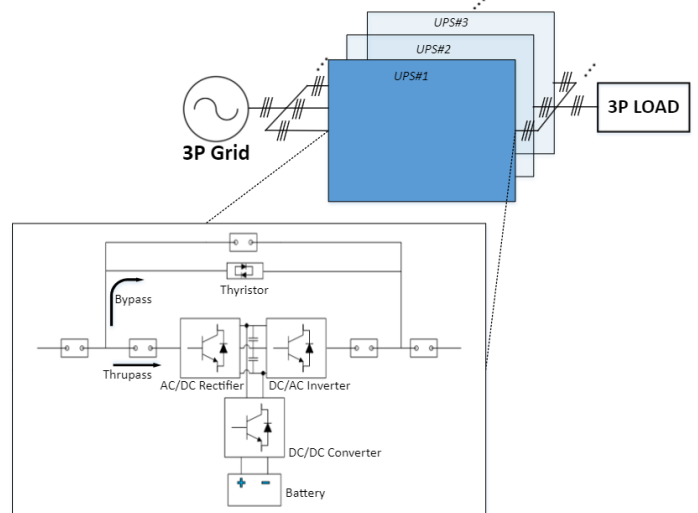 UPS#3
UPS#2
UPS#1
3P Grid
3P LOAD
Bypass
Thyristor
Thrupass
AC/DC Rectifier
DC/AC Inverter
DC/DC Converter
+ −
Battery